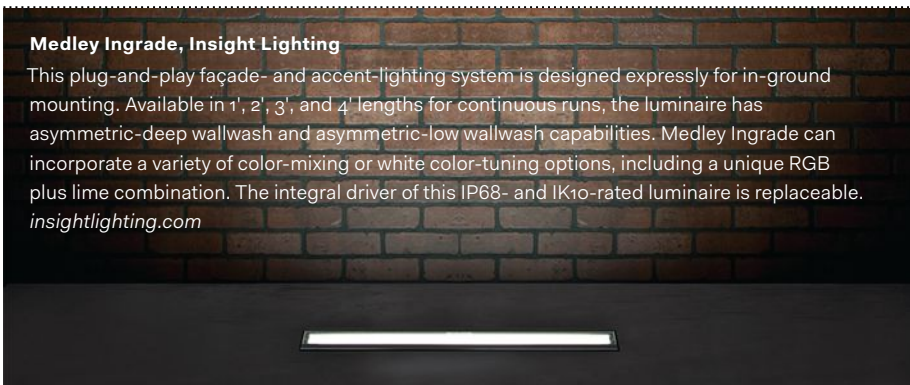 Medley Ingrade, Insight Lighting
This plug-and-play façade- and accent-lighting system is designed expressly for in-ground
mounting. Available in 1', 2', 3', and 4' lengths for continuous runs, the luminaire has
asymmetric-deep wallwash and asymmetric-low wallwash capabilities. Medley Ingrade can
incorporate a variety of color-mixing or white color-tuning options, including a unique RGB
plus lime combination. The integral driver of this IP68- and IK10-rated luminaire is replaceable.
insightlighting.com